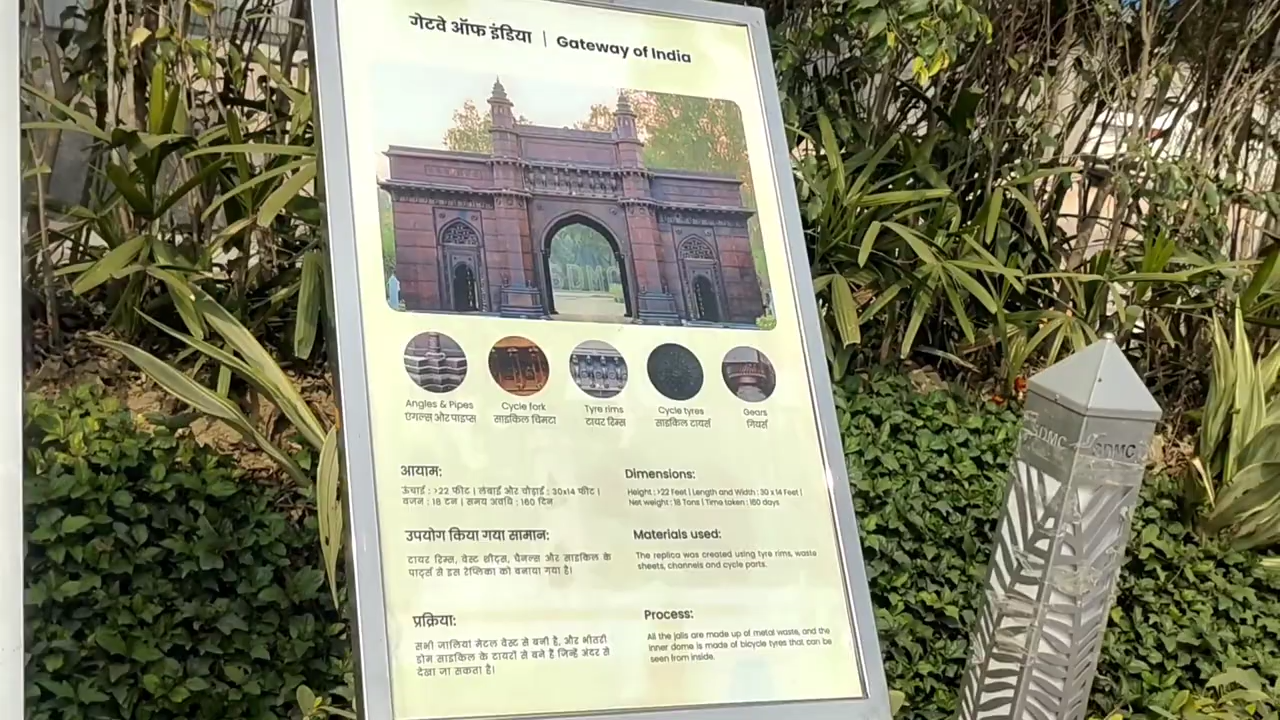 गेटवे ऑफ इंडिया | Gateway of India
SDMC
Angles & Pipes
एंगल्स और पाइप्स
Cycle fork
साइकिल चिमटा
Tyre rims
टायर रिम्स
Cycle tyres
साइकिल टायर्स
Gears
गियर्स
आयाम:
ऊंचाई : >22 फीट | लंबाई और चौड़ाई : 30x14 फीट |
वजन : 18 टन | समय अवधि : 160 दिन
Dimensions:
Height : >22 Feet | Length and Width : 30 x 14 Feet |
Net weight : 18 Tons | Time taken : 160 days
उपयोग किया गया सामान:
टायर रिम्स, वेस्ट शीट्स, चैनल्स और साइकिल के
पार्ट्स से इस रेप्लिका को बनाया गया है।
Materials used:
The replica was created using tyre rims, waste
sheets, channels and cycle parts.
प्रक्रिया:
सभी जालियां मेटल वेस्ट से बनी है, और भीतरी
डोम साइकिल के टायरों से बने हैं जिन्हें अंदर से
देखा जा सकता है।
Process:
All the jalis are made up of metal waste, and the
inner dome is made of bicycle tyres that can be
seen from inside.
SDMC
SDMC